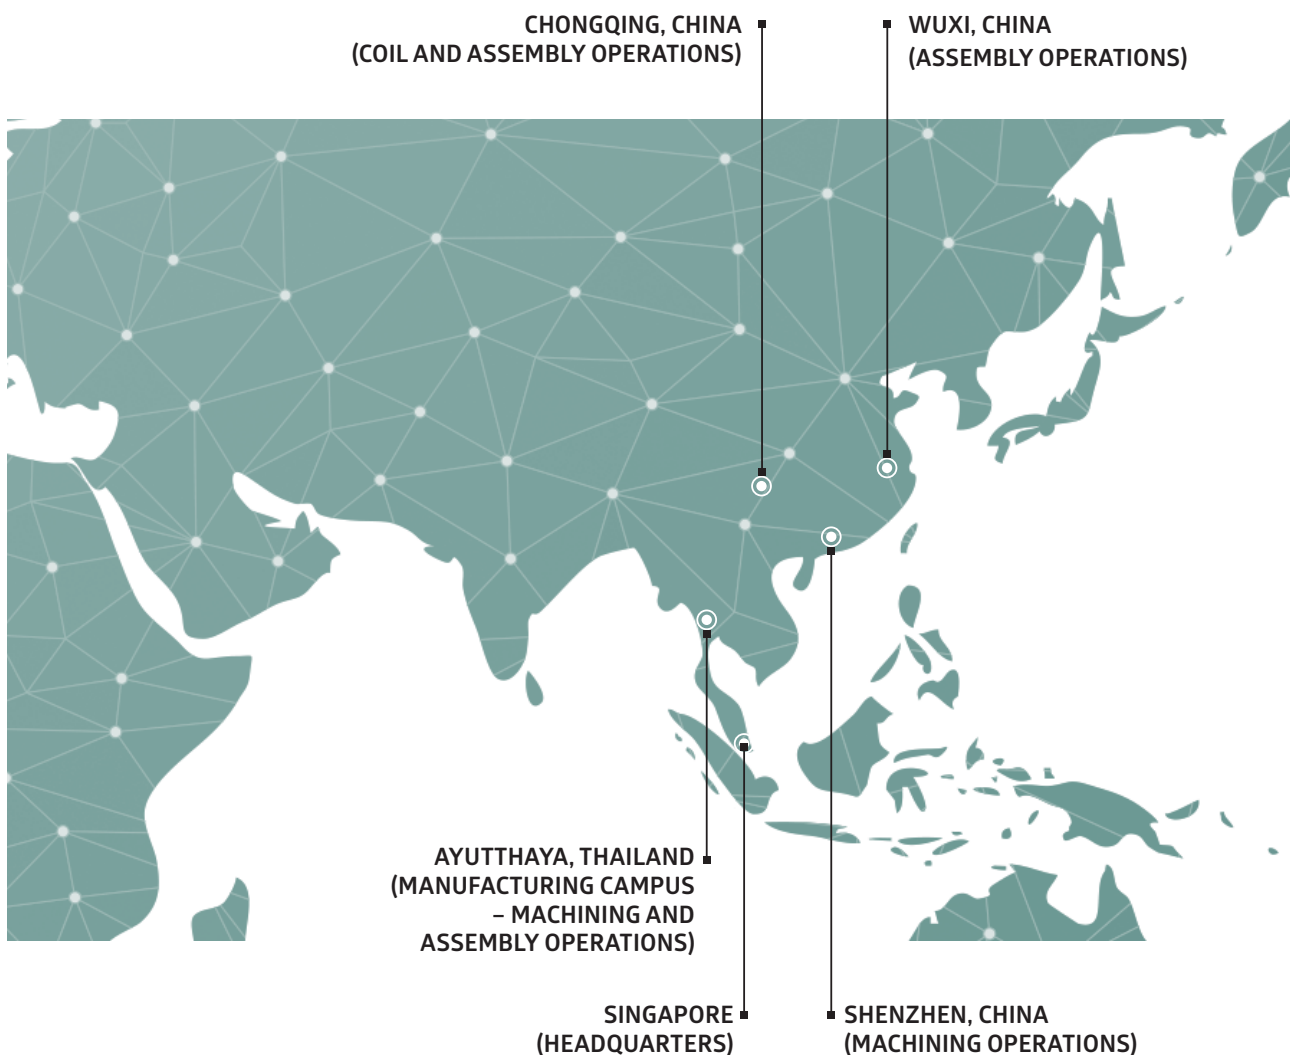 CHONGQING, CHINA
(COIL AND ASSEMBLY OPERATIONS)
WUXI, CHINA
(ASSEMBLY OPERATIONS)
AYUTTHAYA, THAILAND
(MANUFACTURING CAMPUS
– MACHINING AND
ASSEMBLY OPERATIONS)
SINGAPORE
(HEADQUARTERS)
SHENZHEN, CHINA
(MACHINING OPERATIONS)